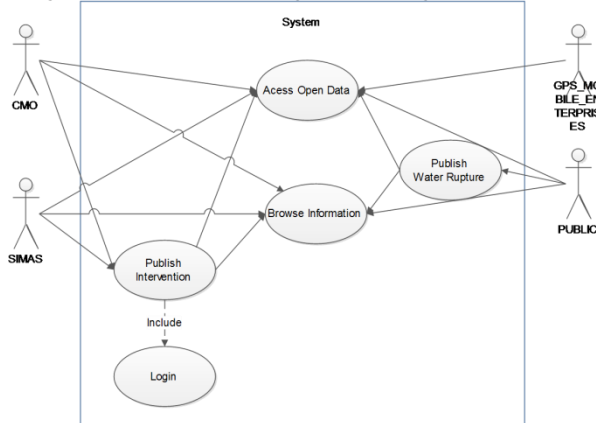 System
CMO
Acess Open Data
GPS_MO
BILE_EN
TERPRIS
ES
Publish
Water Rupture
PUBLIC
SIMAS
Browse Information
Publish
Intervention
Include
Login